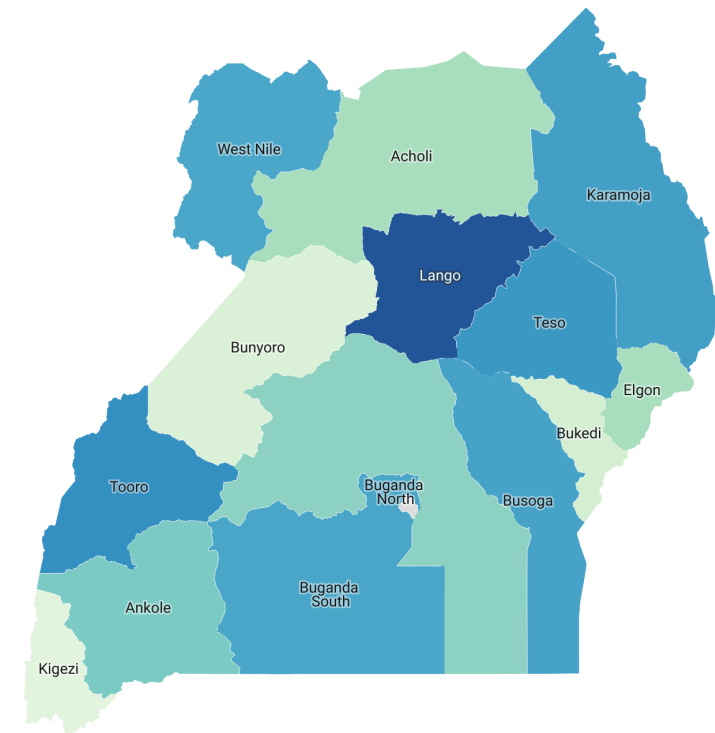 West Nile
Acholi
Karamoja
Lango
Teso
Bunyoro
Elgon
Bukedi
Tooro
Buganda
North
Busoga
Buganda
South
Ankole
Kigezi